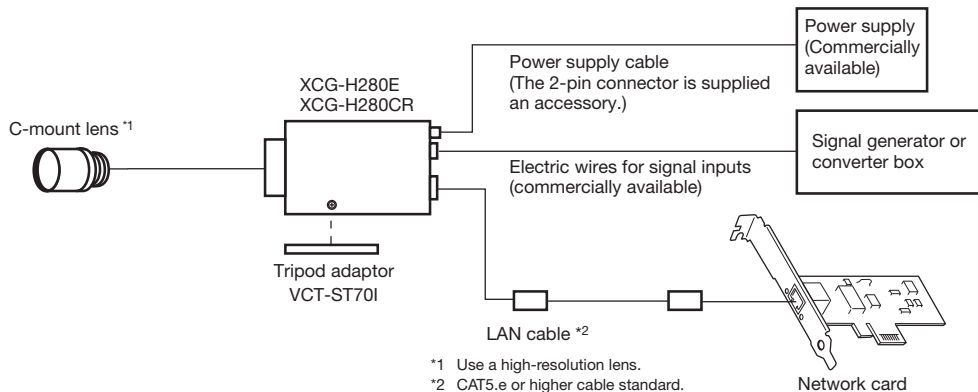 Power supply
(Commercially
available)
Power supply cable
(The 2-pin connector is supplied
an accessory.)
XCG-H280E
XCG-H280CR
C-mount lens *1
Signal generator or
converter box
Electric wires for signal inputs
(commercially available)
Tripod adaptor
VCT-ST70I
LAN cable *2
*1 Use a high-resolution lens.
*2 CAT5.e or higher cable standard.
Network card